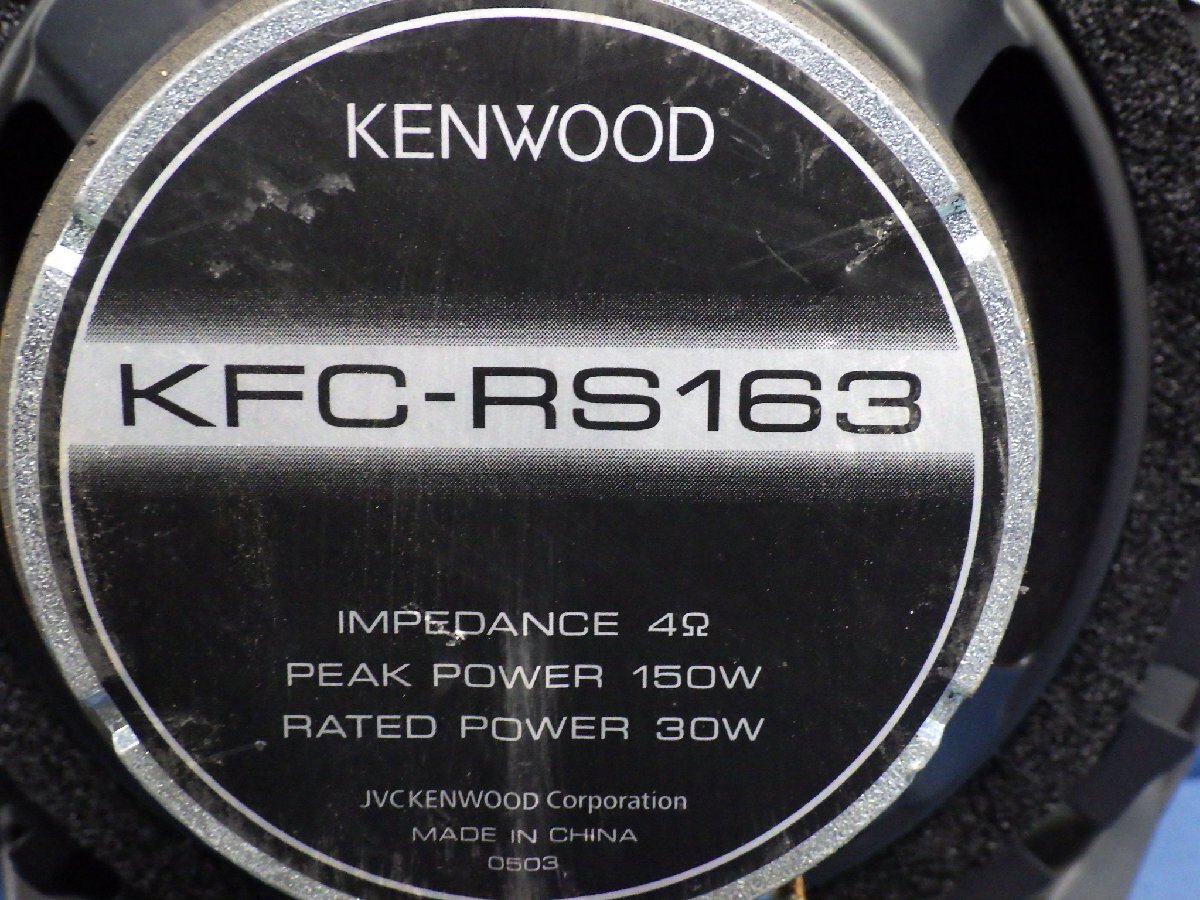 KENWOOD
KFC-RS163
IMPEDANCE 4Ω
PEAK POWER 150W
RATED POWER 30W
JVCKENWOOD Corporation
MADE IN CHINA
0503